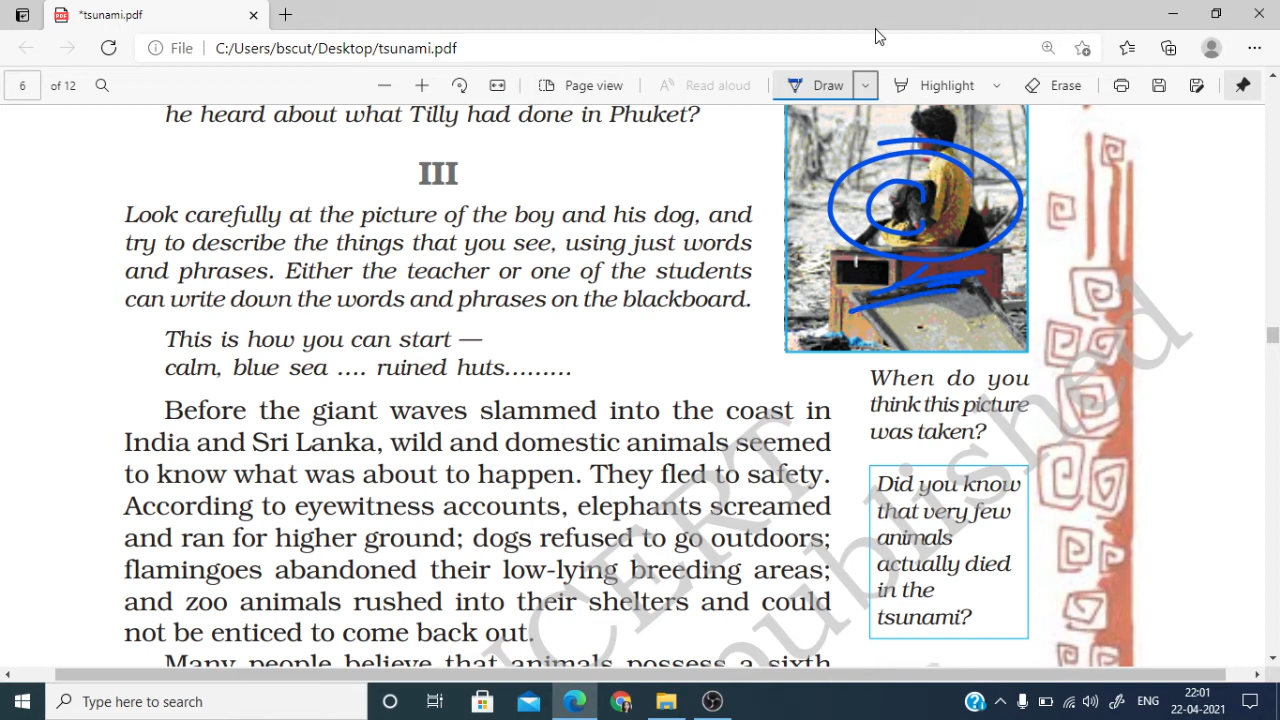 *tsunami.pdf
File
C:/Users/bscut/Desktop/tsunami.pdf
6 of 12
Page view
Read aloud
Draw
Highlight
Erase
he heard about what Tilly had done in Phuket?
III
Look carefully at the picture of the boy and his dog, and
try to describe the things that you see, using just words
and phrases. Either the teacher or one of the students
can write down the words and phrases on the blackboard.
This is how you can start —
calm, blue sea .... ruined huts.........
Before the giant waves slammed into the coast in
India and Sri Lanka, wild and domestic animals seemed
to know what was about to happen. They fled to safety.
According to eyewitness accounts, elephants screamed
and ran for higher ground; dogs refused to go outdoors;
flamingoes abandoned their low-lying breeding areas;
and zoo animals rushed into their shelters and could
not be enticed to come back out.
Many people believe that animals possess a sixth
When do you
think this picture
was taken?
Did you know
that very few
animals
actually died
in the
tsunami?
NCERT
published
Type here to search
ENG
22:01
22-04-2021